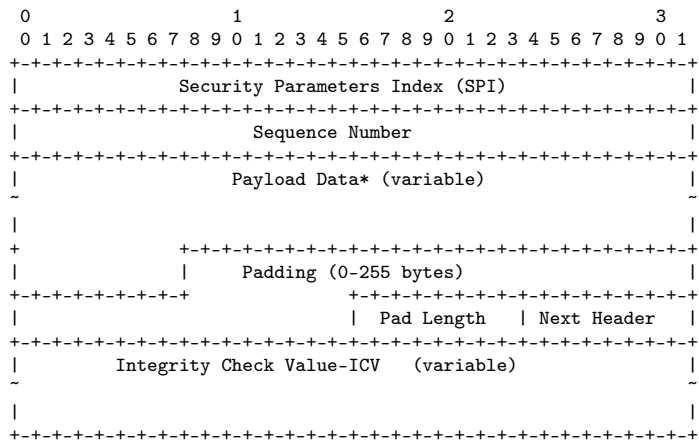 0                   1                   2                   3
 0 1 2 3 4 5 6 7 8 9 0 1 2 3 4 5 6 7 8 9 0 1 2 3 4 5 6 7 8 9 0 1
+-+-+-+-+-+-+-+-+-+-+-+-+-+-+-+-+-+-+-+-+-+-+-+-+-+-+-+-+-+-+-+-+
|               Security Parameters Index (SPI)                 |
+-+-+-+-+-+-+-+-+-+-+-+-+-+-+-+-+-+-+-+-+-+-+-+-+-+-+-+-+-+-+-+-+
|                      Sequence Number                          |
+-+-+-+-+-+-+-+-+-+-+-+-+-+-+-+-+-+-+-+-+-+-+-+-+-+-+-+-+-+-+-+-+
|                    Payload Data* (variable)                   |
~                                                               ~
|                                                               |
+               +-+-+-+-+-+-+-+-+-+-+-+-+-+-+-+-+-+-+-+-+-+-+-+-+
|               |     Padding (0-255 bytes)                     |
+-+-+-+-+-+-+-+-+               +-+-+-+-+-+-+-+-+-+-+-+-+-+-+-+-+
|                               |  Pad Length   | Next Header   |
+-+-+-+-+-+-+-+-+-+-+-+-+-+-+-+-+-+-+-+-+-+-+-+-+-+-+-+-+-+-+-+-+
|         Integrity Check Value-ICV   (variable)                |
~                                                               ~
|                                                               |
+-+-+-+-+-+-+-+-+-+-+-+-+-+-+-+-+-+-+-+-+-+-+-+-+-+-+-+-+-+-+-+-+